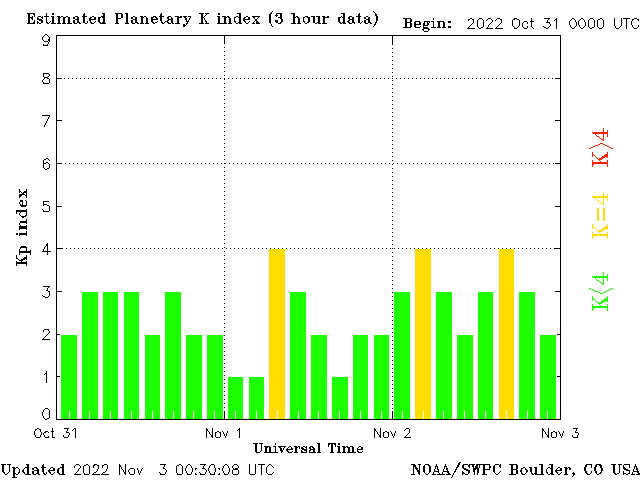 Estimated Planetary K index (3 hour data) Begin: 2022 Oct 31 0000 UTC
9
8
7
6
5
4
3
2
1
0
Kp index
K>4
K=4
K<4
Oct 31 Nov 1 Nov 2 Nov 3
Universal Time
Updated 2022 Nov 3 00:30:08 UTC NOAA/SWPC Boulder, CO USA